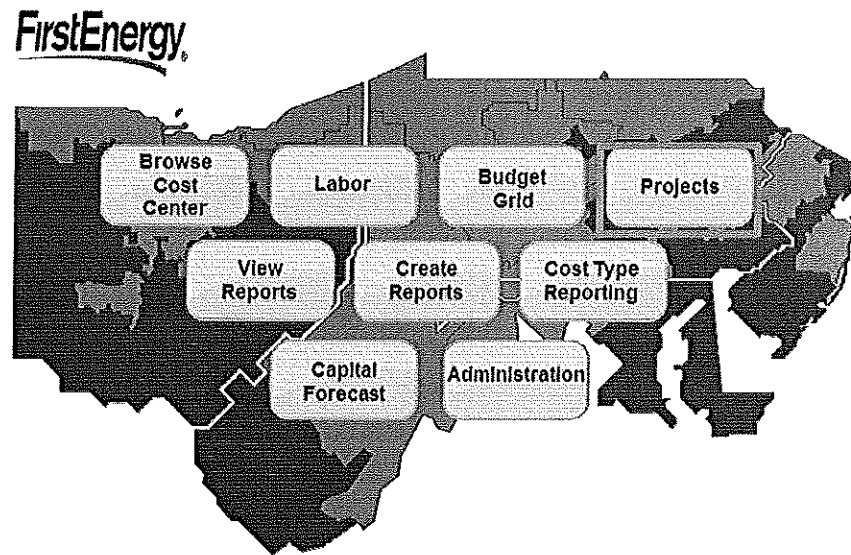 FirstEnergy®
Browse
Cost
Center
Labor
Budget
Grid
Projects
View
Reports
Create
Reports
Cost Type
Reporting
Capital
Forecast
Administration